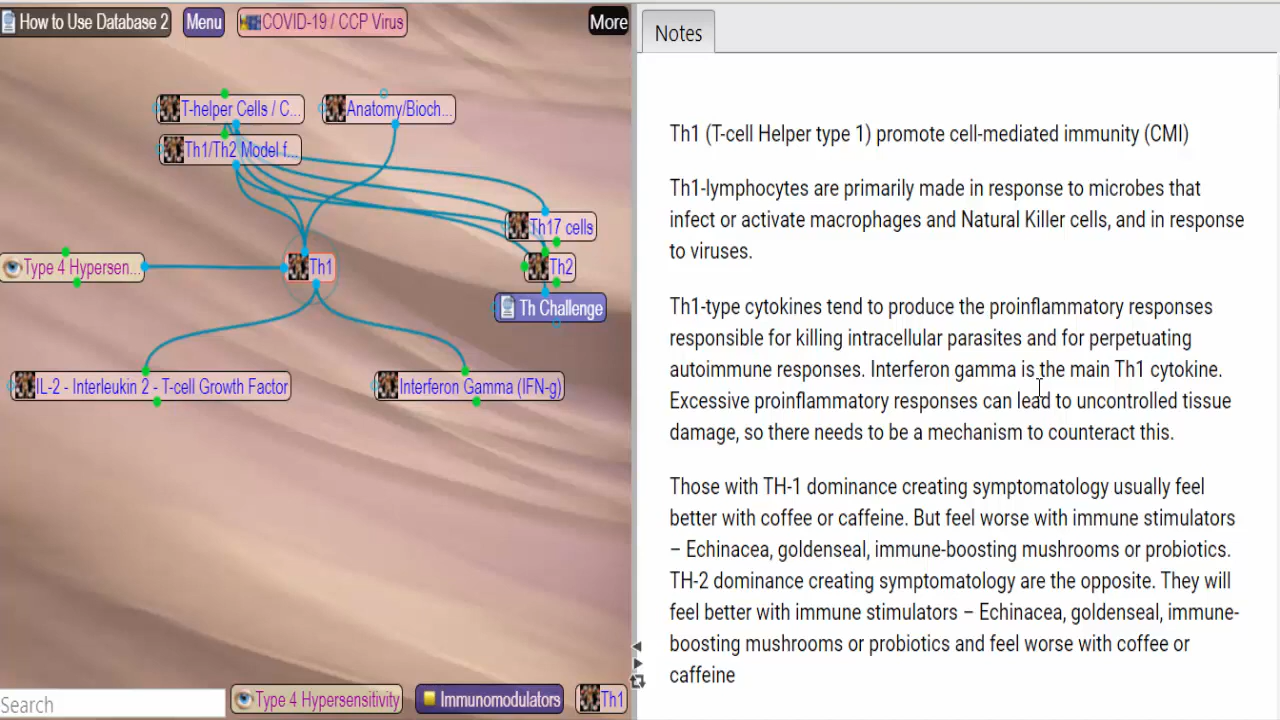 How to Use Database 2
Menu
COVID-19 / CCP Virus
More
T-helper Cells / C...
Anatomy/Bioch...
Th1/Th2 Model f...
Th17 cells
Type 4 Hypersen...
Th1
Th2
Th Challenge
IL-2 - Interleukin 2 - T-cell Growth Factor
Interferon Gamma (IFN-g)
Search
Type 4 Hypersensitivity
Immunomodulators
Th1
Notes
Th1 (T-cell Helper type 1) promote cell-mediated immunity (CMI)
Th1-lymphocytes are primarily made in response to microbes that
infect or activate macrophages and Natural Killer cells, and in response
to viruses.
Th1-type cytokines tend to produce the proinflammatory responses
responsible for killing intracellular parasites and for perpetuating
autoimmune responses. Interferon gamma is the main Th1 cytokine.
Excessive proinflammatory responses can lead to uncontrolled tissue
damage, so there needs to be a mechanism to counteract this.
Those with TH-1 dominance creating symptomatology usually feel
better with coffee or caffeine. But feel worse with immune stimulators
– Echinacea, goldenseal, immune-boosting mushrooms or probiotics.
TH-2 dominance creating symptomatology are the opposite. They will
feel better with immune stimulators – Echinacea, goldenseal, immune-
boosting mushrooms or probiotics and feel worse with coffee or
caffeine